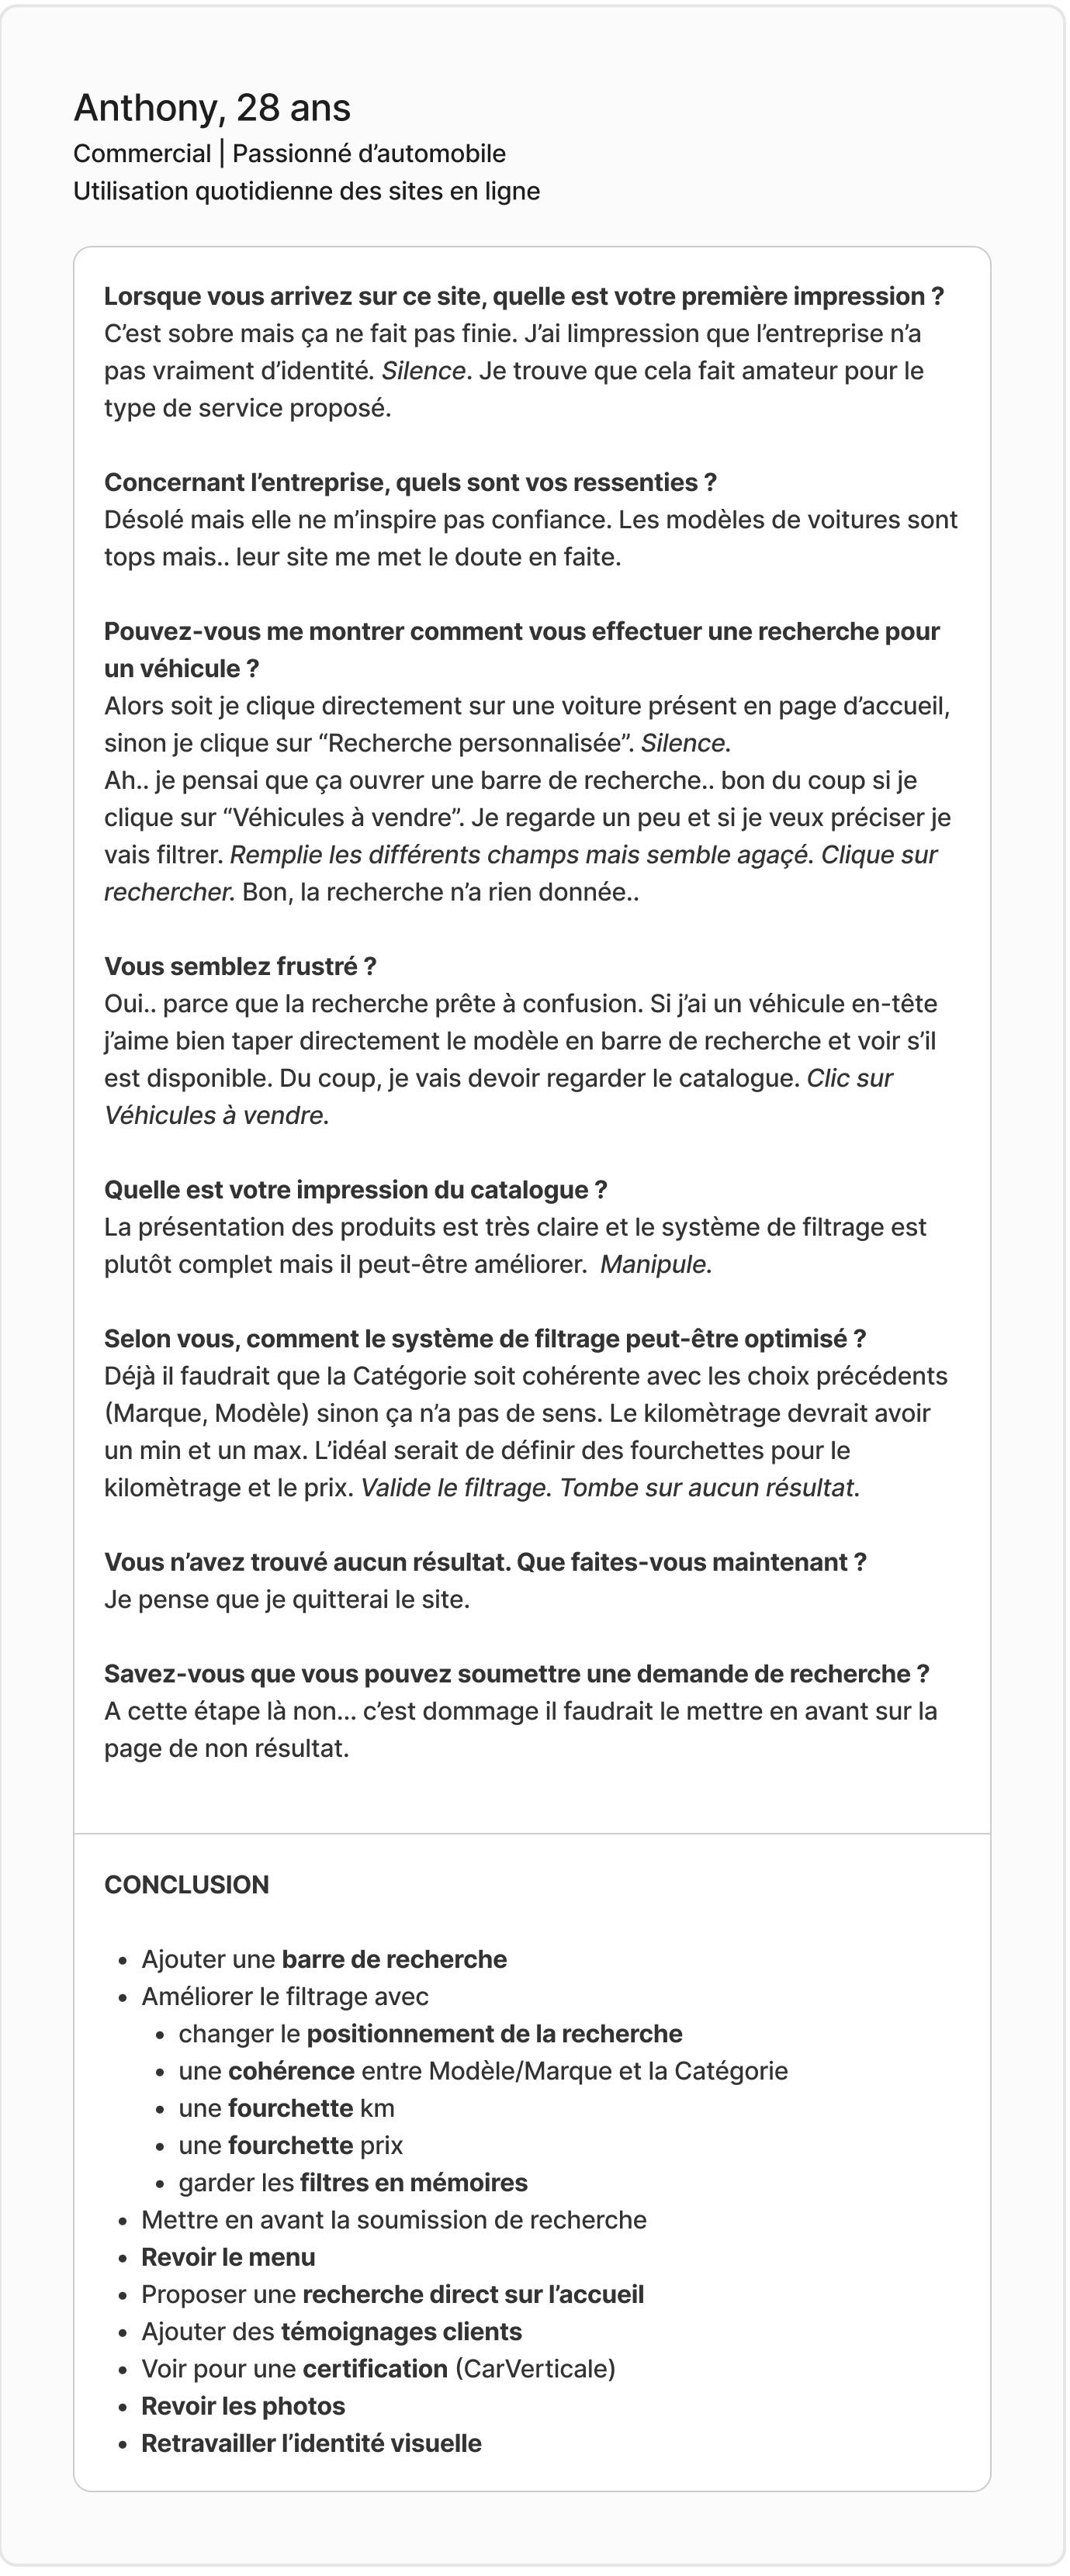 Anthony, 28 ans
Commercial | Passionné d’automobile
Utilisation quotidienne des sites en ligne
Lorsque vous arrivez sur ce site, quelle est votre première impression ?
C’est sobre mais ça ne fait pas finie. J’ai limpression que l’entreprise n’a
pas vraiment d’identité. Silence. Je trouve que cela fait amateur pour le
type de service proposé.
Concernant l’entreprise, quels sont vos ressenties ?
Désolé mais elle ne m’inspire pas confiance. Les modèles de voitures sont
tops mais.. leur site me met le doute en faite.
Pouvez-vous me montrer comment vous effectuer une recherche pour
un véhicule ?
Alors soit je clique directement sur une voiture présent en page d’accueil,
sinon je clique sur “Recherche personnalisée”. Silence.
Ah.. je pensai que ça ouvrer une barre de recherche.. bon du coup si je
clique sur “Véhicules à vendre”. Je regarde un peu et si je veux préciser je
vais filtrer. Remplie les différents champs mais semble agaçé. Clique sur
rechercher. Bon, la recherche n’a rien donnée..
Vous semblez frustré ?
Oui.. parce que la recherche prête à confusion. Si j’ai un véhicule en-tête
j’aime bien taper directement le modèle en barre de recherche et voir s’il
est disponible. Du coup, je vais devoir regarder le catalogue. Clic sur
Véhicules à vendre.
Quelle est votre impression du catalogue ?
La présentation des produits est très claire et le système de filtrage est
plutôt complet mais il peut-être améliorer. Manipule.
Selon vous, comment le système de filtrage peut-être optimisé ?
Déjà il faudrait que la Catégorie soit cohérente avec les choix précédents
(Marque, Modèle) sinon ça n’a pas de sens. Le kilomètrage devrait avoir
un min et un max. L’idéal serait de définir des fourchettes pour le
kilomètrage et le prix. Valide le filtrage. Tombe sur aucun résultat.
Vous n’avez trouvé aucun résultat. Que faites-vous maintenant ?
Je pense que je quitterai le site.
Savez-vous que vous pouvez soumettre une demande de recherche ?
A cette étape là non... c’est dommage il faudrait le mettre en avant sur la
page de non résultat.
CONCLUSION
• Ajouter une barre de recherche
• Améliorer le filtrage avec
• changer le positionnement de la recherche
• une cohérence entre Modèle/Marque et la Catégorie
• une fourchette km
• une fourchette prix
• garder les filtres en mémoires
• Mettre en avant la soumission de recherche
• Revoir le menu
• Proposer une recherche direct sur l’accueil
• Ajouter des témoignages clients
• Voir pour une certification (CarVerticale)
• Revoir les photos
• Retravailler l’identité visuelle